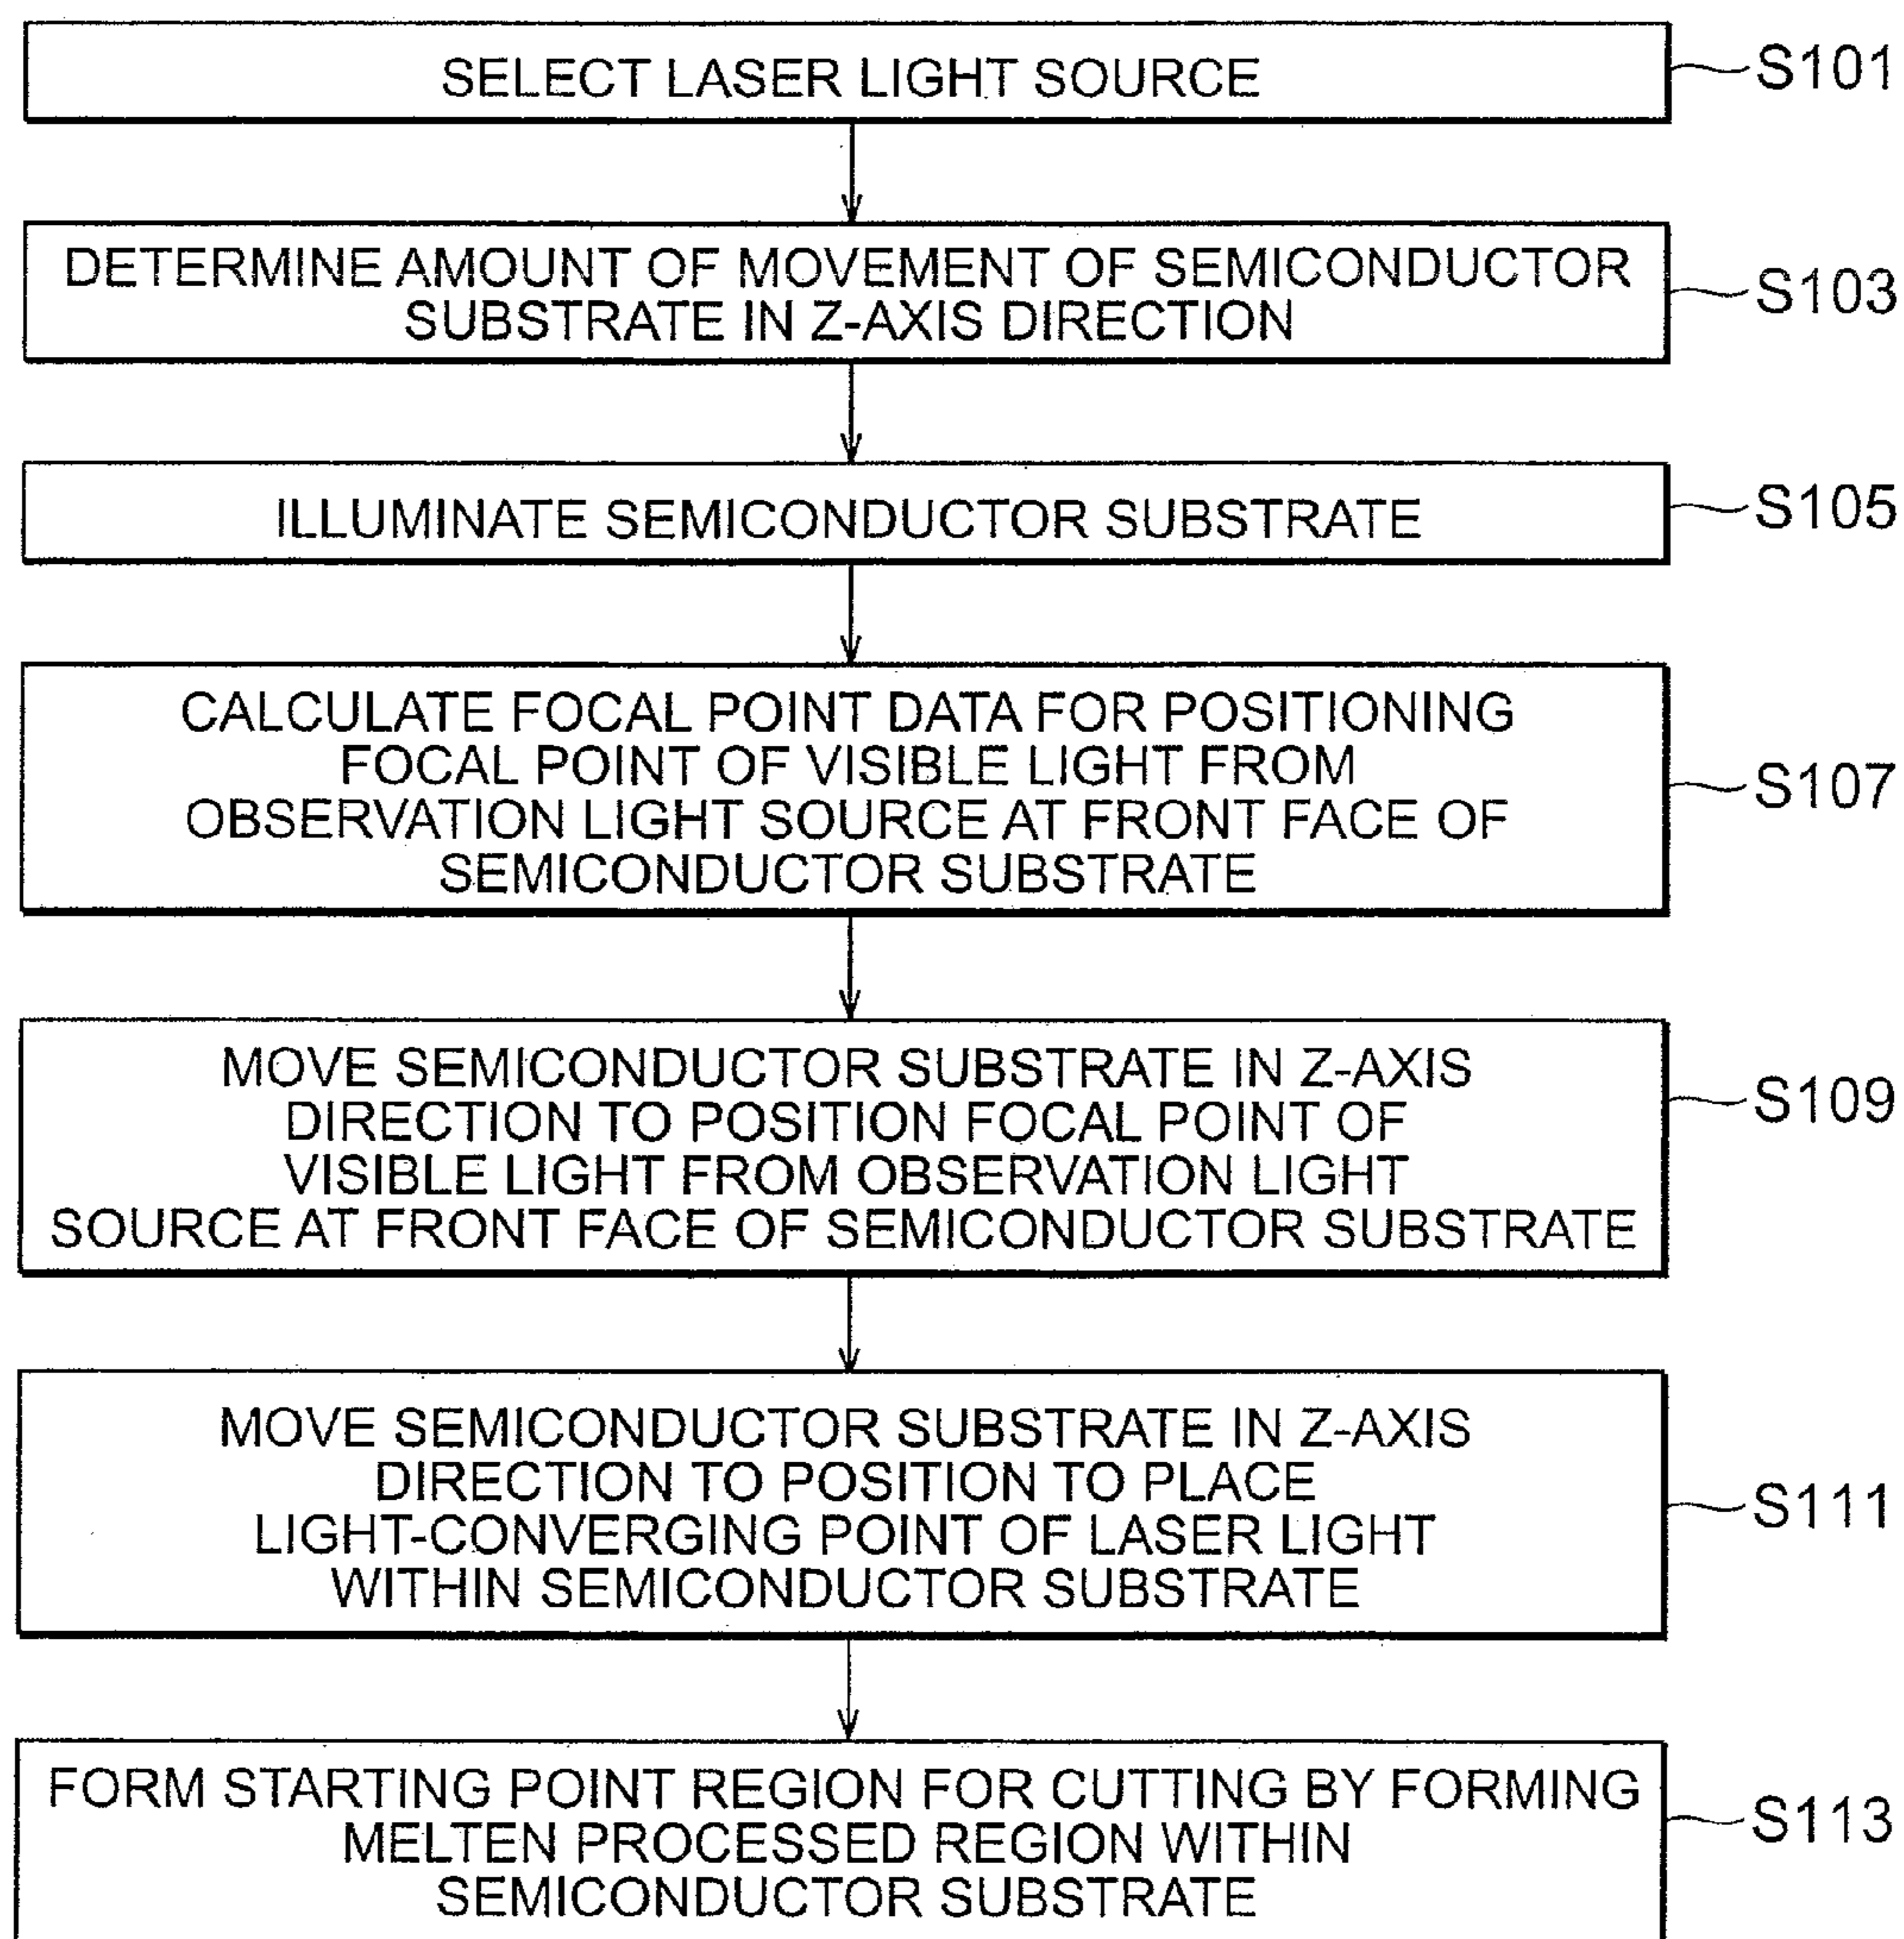 SELECT LASER LIGHT SOURCE
S101
DETERMINE AMOUNT OF MOVEMENT OF SEMICONDUCTOR
SUBSTRATE IN Z-AXIS DIRECTION
S103
ILLUMINATE SEMICONDUCTOR SUBSTRATE
S105
CALCULATE FOCAL POINT DATA FOR POSITIONING
FOCAL POINT OF VISIBLE LIGHT FROM
OBSERVATION LIGHT SOURCE AT FRONT FACE OF
SEMICONDUCTOR SUBSTRATE
S107
MOVE SEMICONDUCTOR SUBSTRATE IN Z-AXIS
DIRECTION TO POSITION FOCAL POINT OF
VISIBLE LIGHT FROM OBSERVATION LIGHT
SOURCE AT FRONT FACE OF SEMICONDUCTOR SUBSTRATE
S109
MOVE SEMICONDUCTOR SUBSTRATE IN Z-AXIS
DIRECTION TO POSITION TO PLACE
LIGHT-CONVERGING POINT OF LASER LIGHT
WITHIN SEMICONDUCTOR SUBSTRATE
S111
FORM STARTING POINT REGION FOR CUTTING BY FORMING
MELTEN PROCESSED REGION WITHIN
SEMICONDUCTOR SUBSTRATE
S113